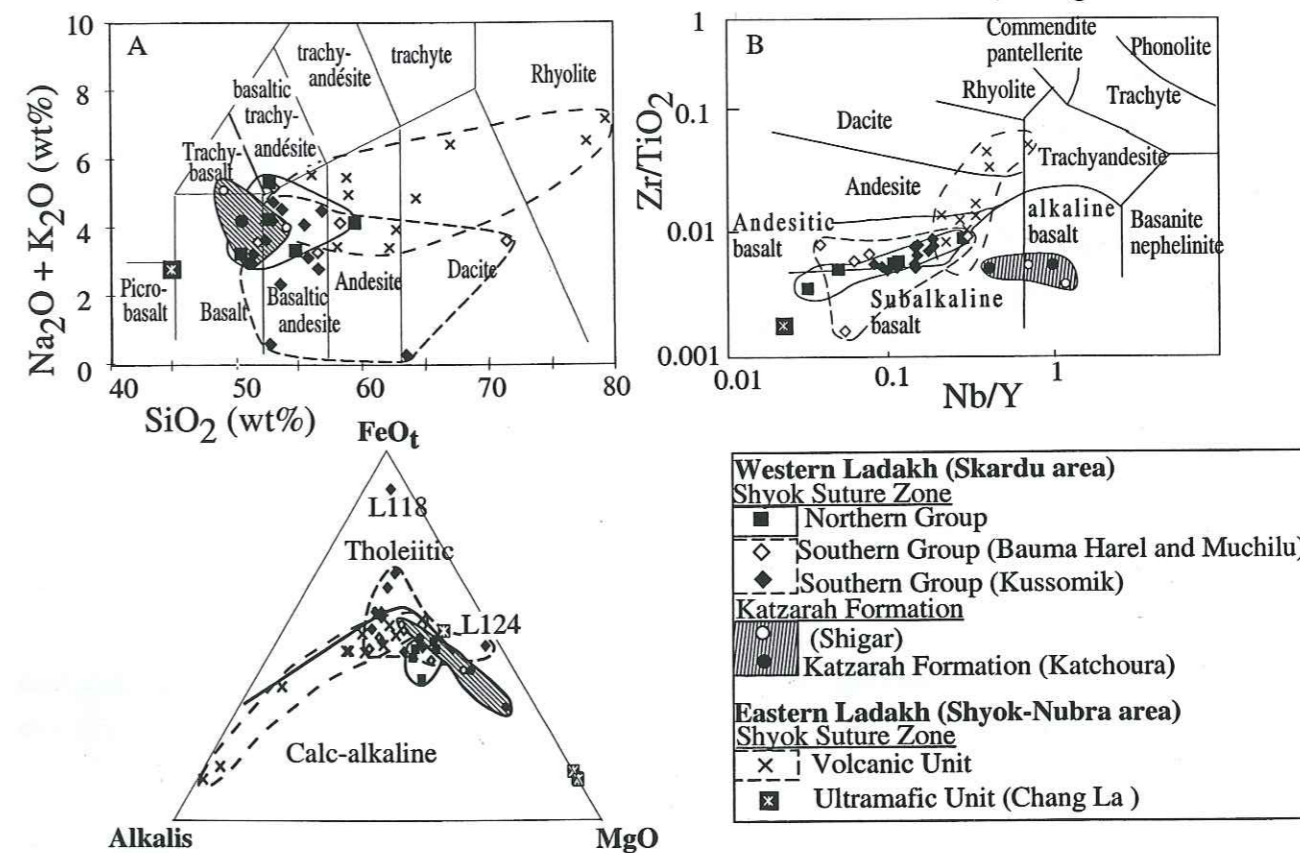 A
10
8
6
4
2
0
Na2O + K2O (wt%)
40
50
60
70
80
SiO2 (wt%)
trachy-
andésite
trachyte
Rhyolite
basaltic
trachy-
andésite
Trachy-
basalt
Picro-
basalt
Basalt
Basaltic
andesite
Andesite
Dacite
B
1
0.1
0.01
0.001
Zr/TiO2
0.01
0.1
1
Nb/Y
Commendite
pantellerite
Phonolite
Rhyolite
Trachyte
Dacite
Trachyandesite
Andesite
Andesitic
basalt
alkaline
basalt
Basanite
nephelinite
Subalkaline
basalt
FeOt
L118
Tholeiitic
L124
Calc-alkaline
Alkalis
MgO
Western Ladakh (Skardu area)
Shyok Suture Zone
Northern Group
Southern Group (Bauma Harel and Muchilu)
Southern Group (Kussomik)
Katzarah Formation
(Shigar)
Katzarah Formation (Katchoura)
Eastern Ladakh (Shyok-Nubra area)
Shyok Suture Zone
Volcanic Unit
Ultramafic Unit (Chang La )